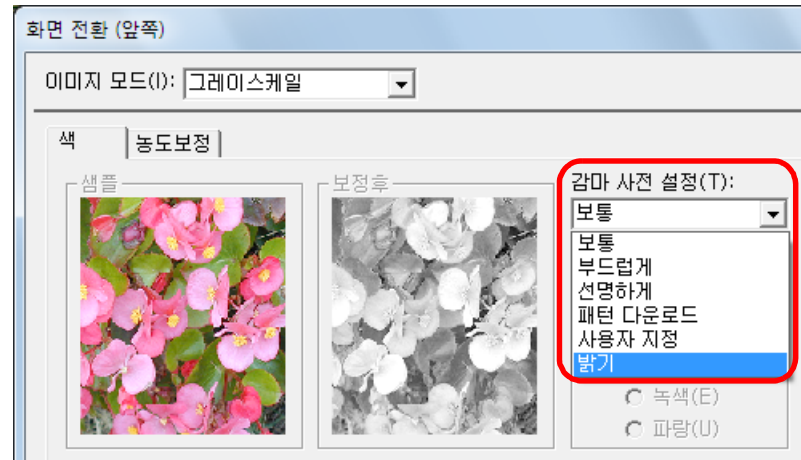 화면 전환 (앞쪽)
이미지 모드(I): 그레이스케일
색 농도보정
샘플 보정후 감마 사전 설정(T):
보통
보통
부드럽게
선명하게
패턴 다운로드
사용자 지정
밝기
녹색(E)
파랑(U)